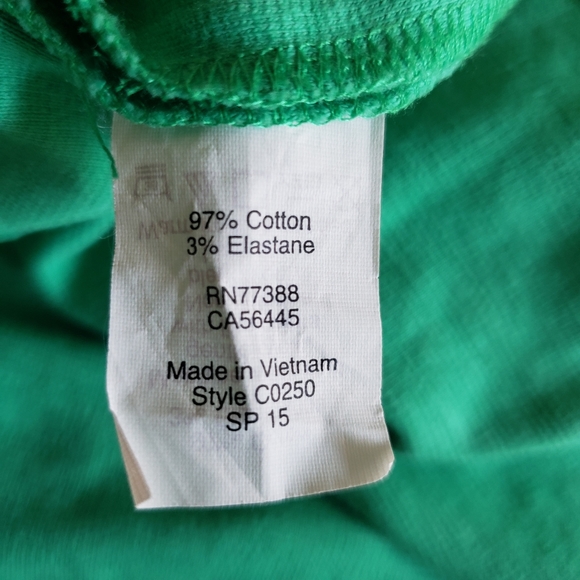 97% Cotton
3% Elastane
RN77388
CA56445
Made in Vietnam
Style C0250
SP 15